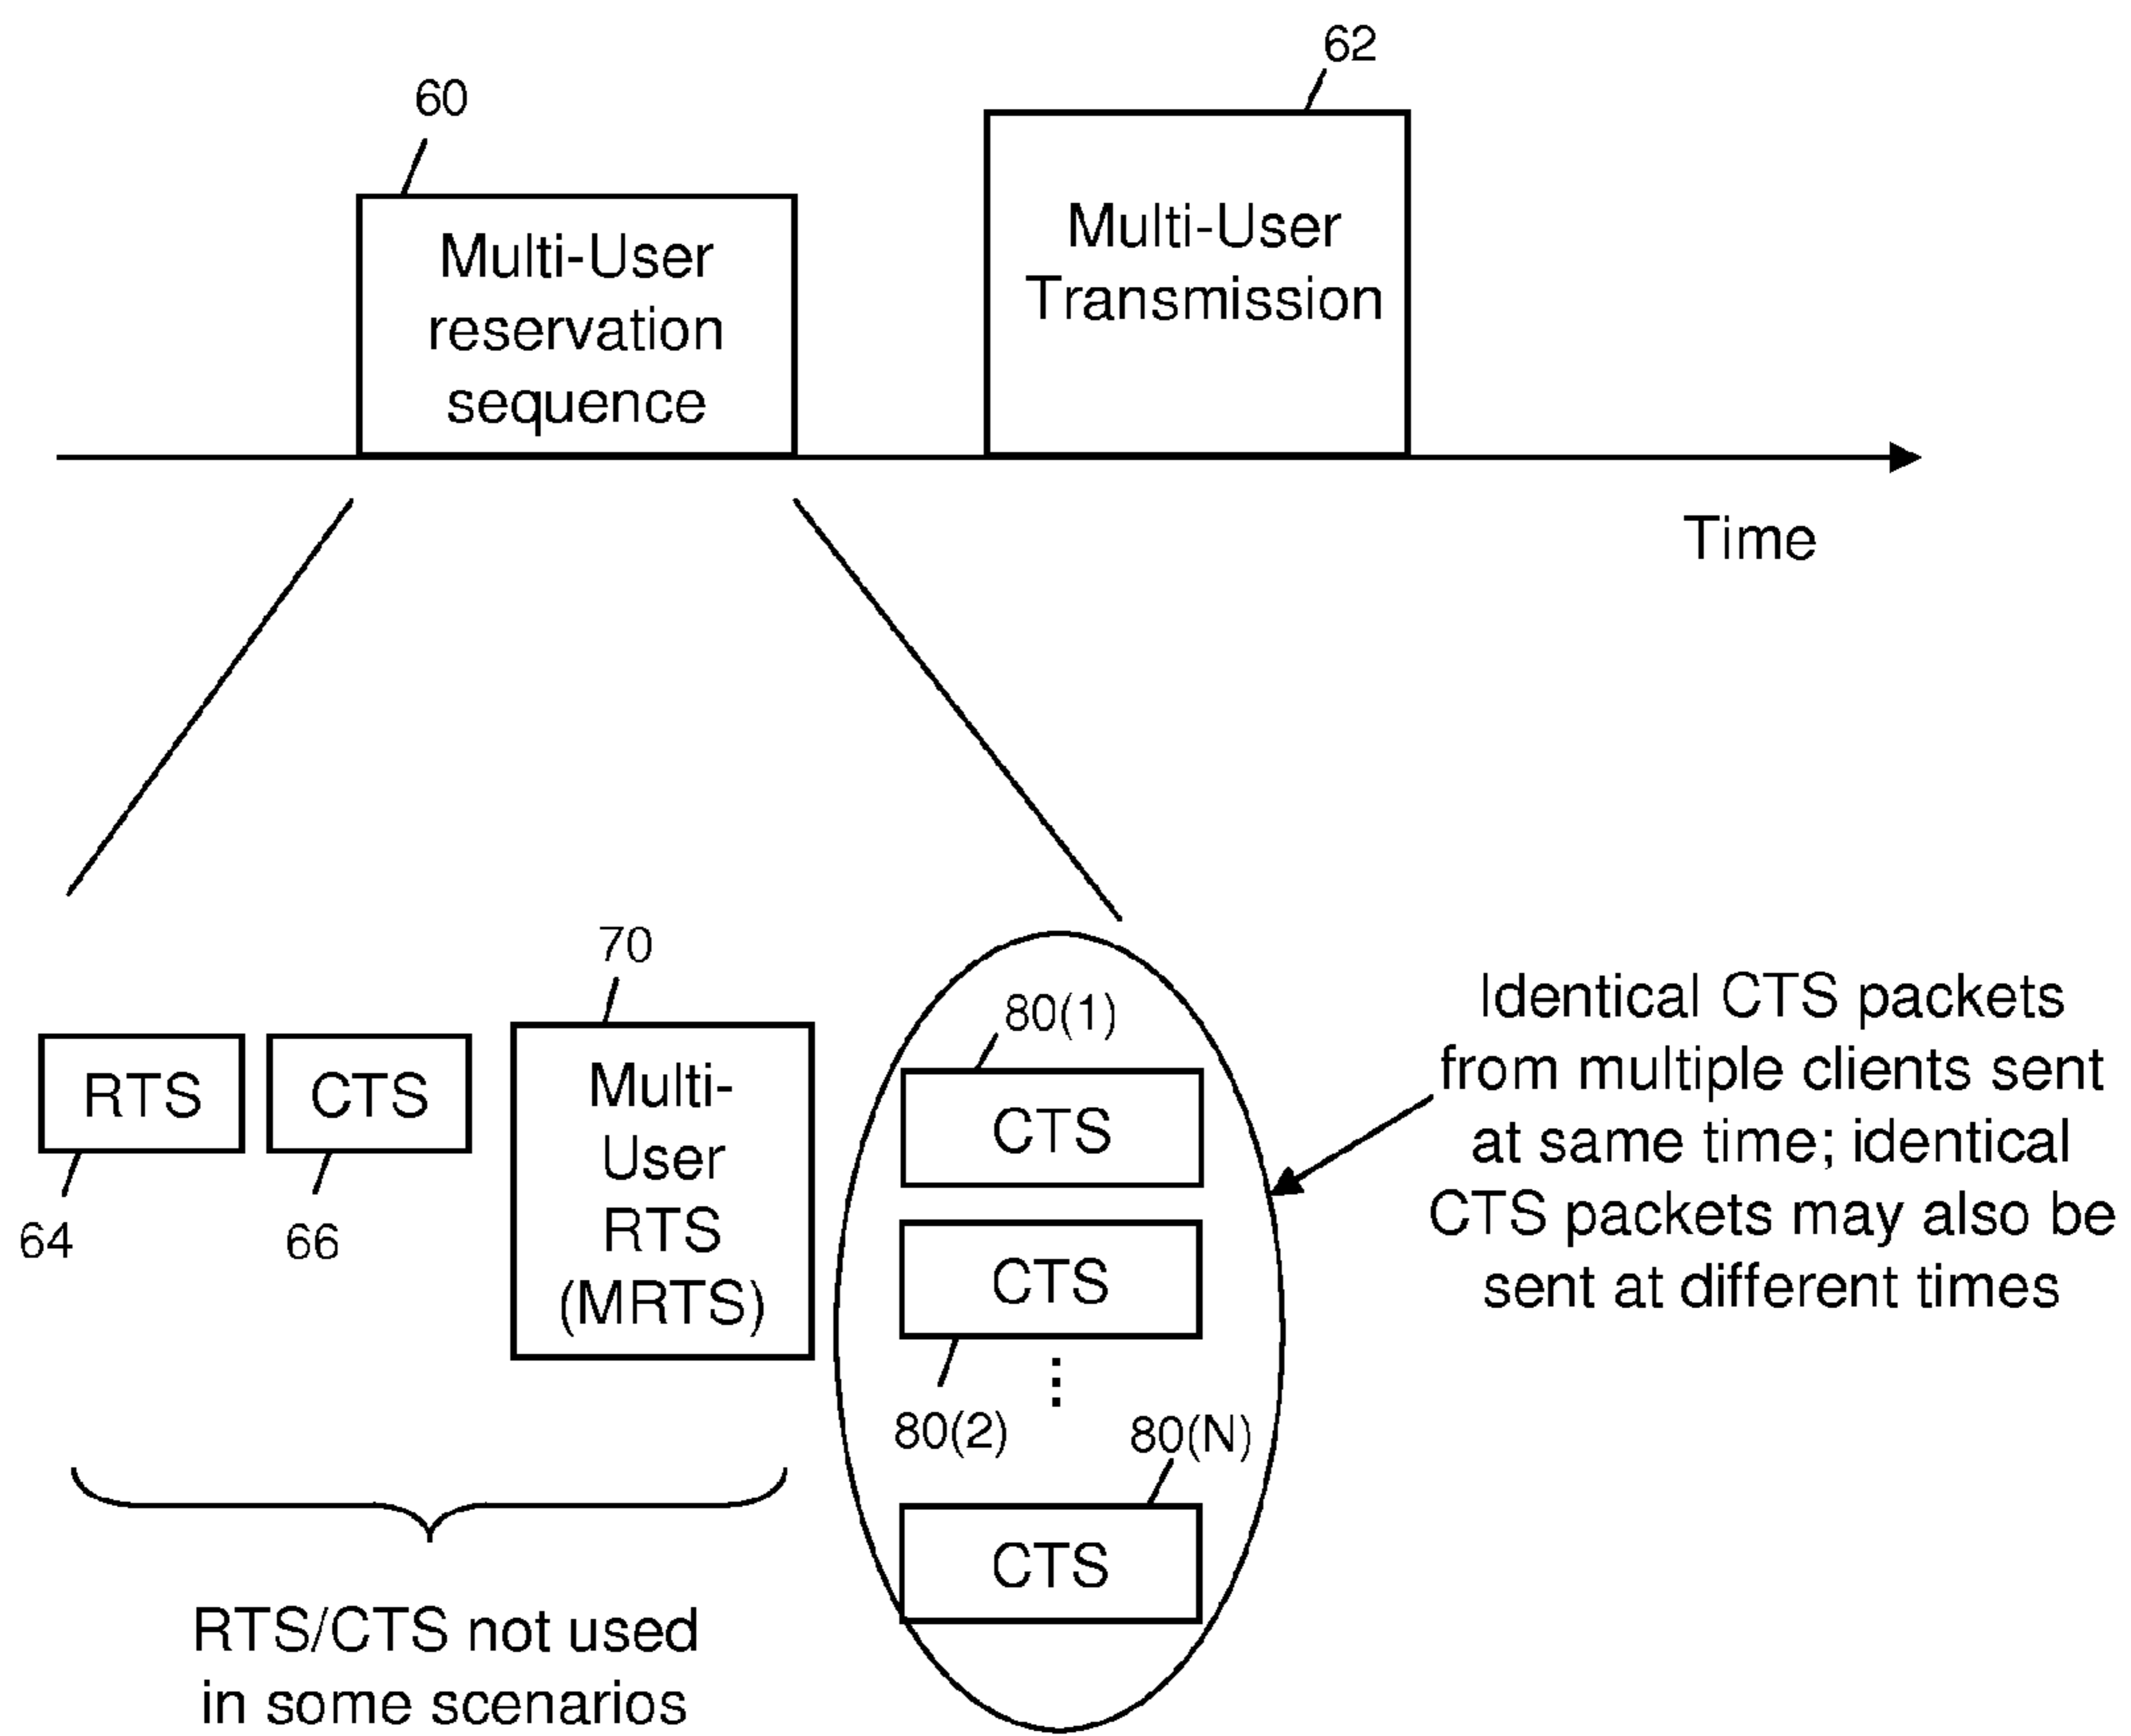 62
60
Multi-User
reservation
sequence
Multi-User
Transmission
Time
70
80(1)
RTS
CTS
Multi-
User
RTS
(MRTS)
64
66
CTS
CTS
80(2)
80(N)
CTS
Identical CTS packets
from multiple clients sent
at same time; identical
CTS packets may also be
sent at different times
RTS/CTS not used
in some scenarios